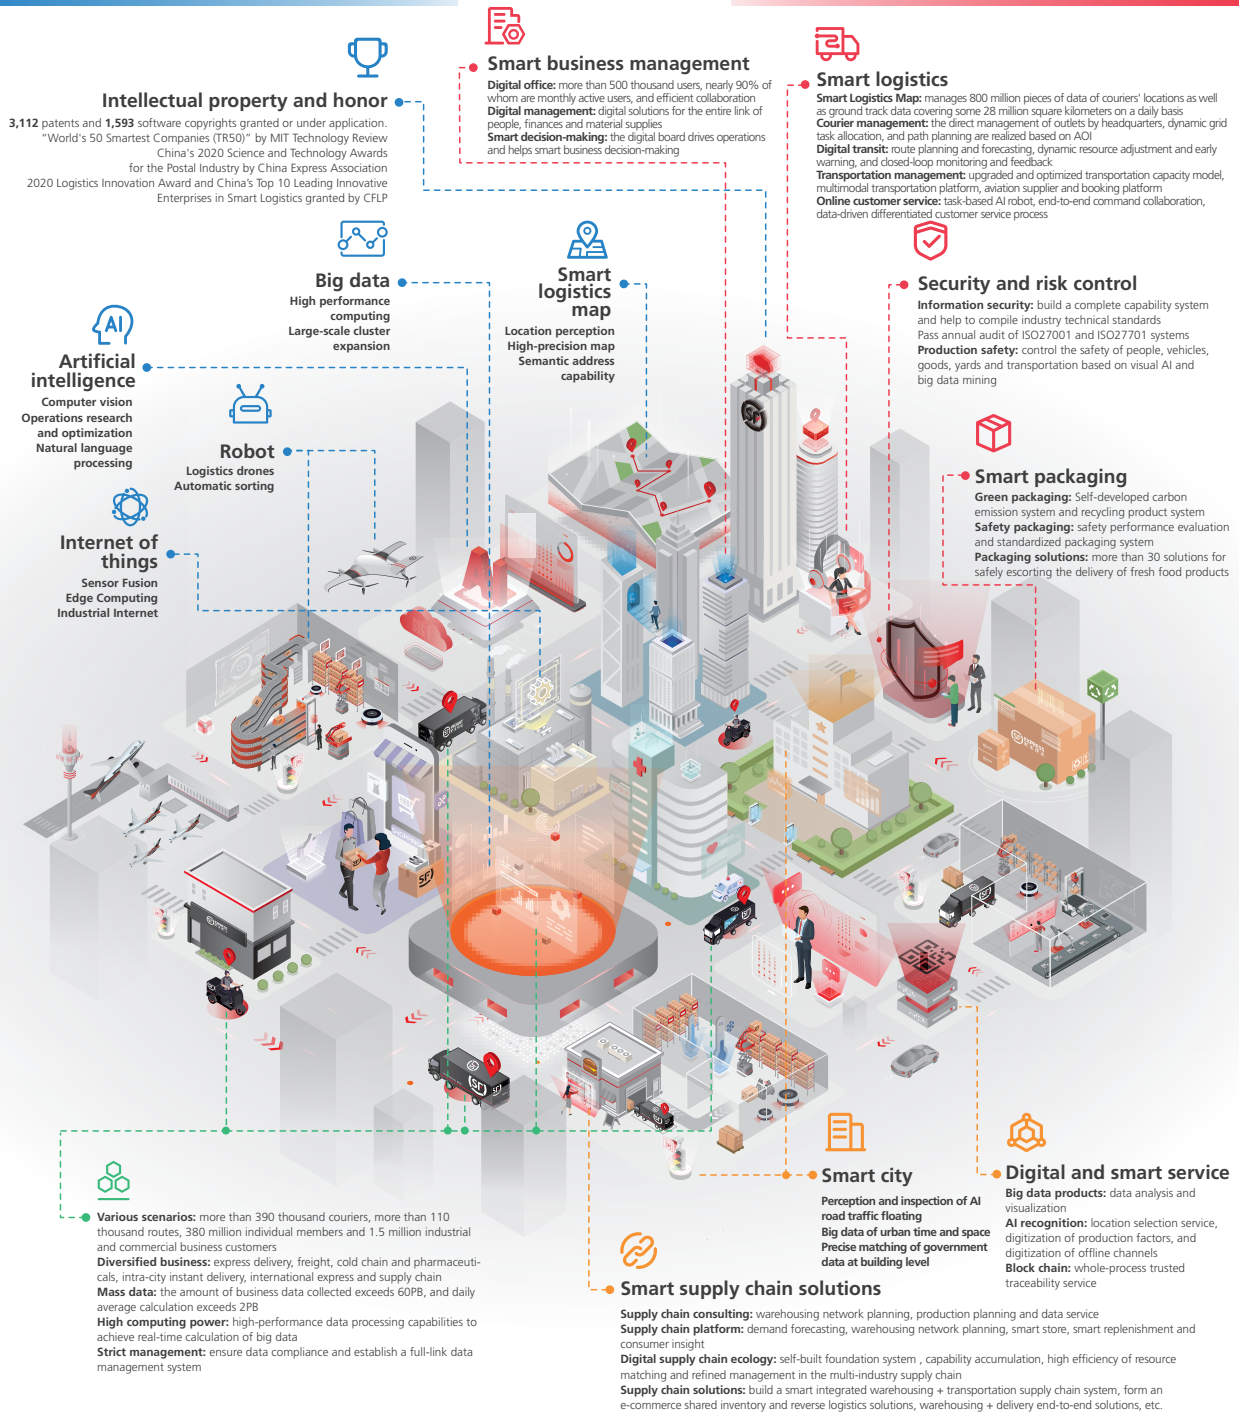 Intellectual property and honor
3,112 patents and 1,593 software copyrights granted or under application.
"World's 50 Smartest Companies (TR50)" by MIT Technology Review
China's 2020 Science and Technology Awards
for the Postal Industry by China Express Association
2020 Logistics Innovation Award and China's Top 10 Leading Innovative
Enterprises in Smart Logistics granted by CFLP
Smart business management
Digital office: more than 500 thousand users, nearly 90% of
whom are monthly active users, and efficient collaboration
Digital management: digital solutions for the entire link of
people, finances and material supplies
Smart decision-making: the digital board drives operations
and helps smart business decision-making
Smart logistics
Smart Logistics Map: manages 800 million pieces of data of couriers' locations as well
as ground track data covering some 28 million square kilometers on a daily basis
Courier management: the direct management of outlets by headquarters, dynamic grid
task allocation, and path planning are realized based on AOI
Digital transit: route planning and forecasting, dynamic resource adjustment and early
warning, and closed-loop monitoring and feedback
Transportation management: upgraded and optimized transportation capacity model,
multimodal transportation platform, aviation supplier and booking platform
Online customer service: task-based AI robot, end-to-end command collaboration,
data-driven differentiated customer service process
Big data
High performance
computing
Large-scale cluster
expansion
Smart
logistics
map
Location perception
High-precision map
Semantic address
capability
Security and risk control
Information security: build a complete capability system
and help to compile industry technical standards
Pass annual audit of ISO27001 and ISO27701 systems
Production safety: control the safety of people, vehicles,
goods, yards and transportation based on visual AI and
big data mining
AI
Artificial
intelligence
Computer vision
Operations research
and optimization
Natural language
processing
Robot
Logistics drones
Automatic sorting
Smart packaging
Green packaging: Self-developed carbon
emission system and recycling product system
Safety packaging: safety performance evaluation
and standardized packaging system
Packaging solutions: more than 30 solutions for
safely escorting the delivery of fresh food products
Internet of
things
Sensor Fusion
Edge Computing
Industrial Internet
SF
AI
SF EXPRESS
SF
SF
Various scenarios: more than 390 thousand couriers, more than 110
thousand routes, 380 million individual members and 1.5 million industrial
and commercial business customers
Diversified business: express delivery, freight, cold chain and pharmaceuti-
cals, intra-city instant delivery, international express and supply chain
Mass data: the amount of business data collected exceeds 60PB, and daily
average calculation exceeds 2PB
High computing power: high-performance data processing capabilities to
achieve real-time calculation of big data
Strict management: ensure data compliance and establish a full-link data
management system
Smart city
Perception and inspection of AI
road traffic floating
Big data of urban time and space
Precise matching of government
data at building level
Digital and smart service
Big data products: data analysis and
visualization
AI recognition: location selection service,
digitization of production factors, and
digitization of offline channels
Block chain: whole-process trusted
traceability service
Smart supply chain solutions
Supply chain consulting: warehousing network planning, production planning and data service
Supply chain platform: demand forecasting, warehousing network planning, smart store, smart replenishment and
consumer insight
Digital supply chain ecology: self-built foundation system , capability accumulation, high efficiency of resource
matching and refined management in the multi-industry supply chain
Supply chain solutions: build a smart integrated warehousing + transportation supply chain system, form an
e-commerce shared inventory and reverse logistics solutions, warehousing + delivery end-to-end solutions, etc.